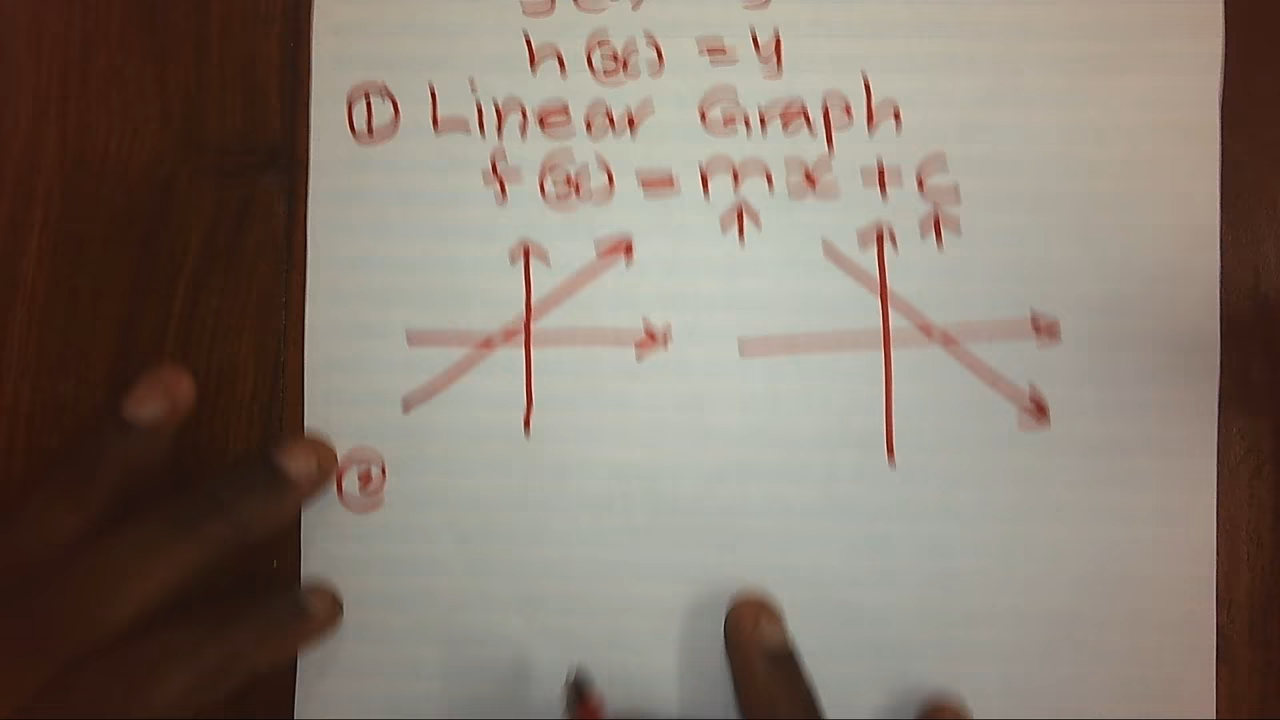 h(x) = y
① Linear Graph
f(x) = mx + c
②